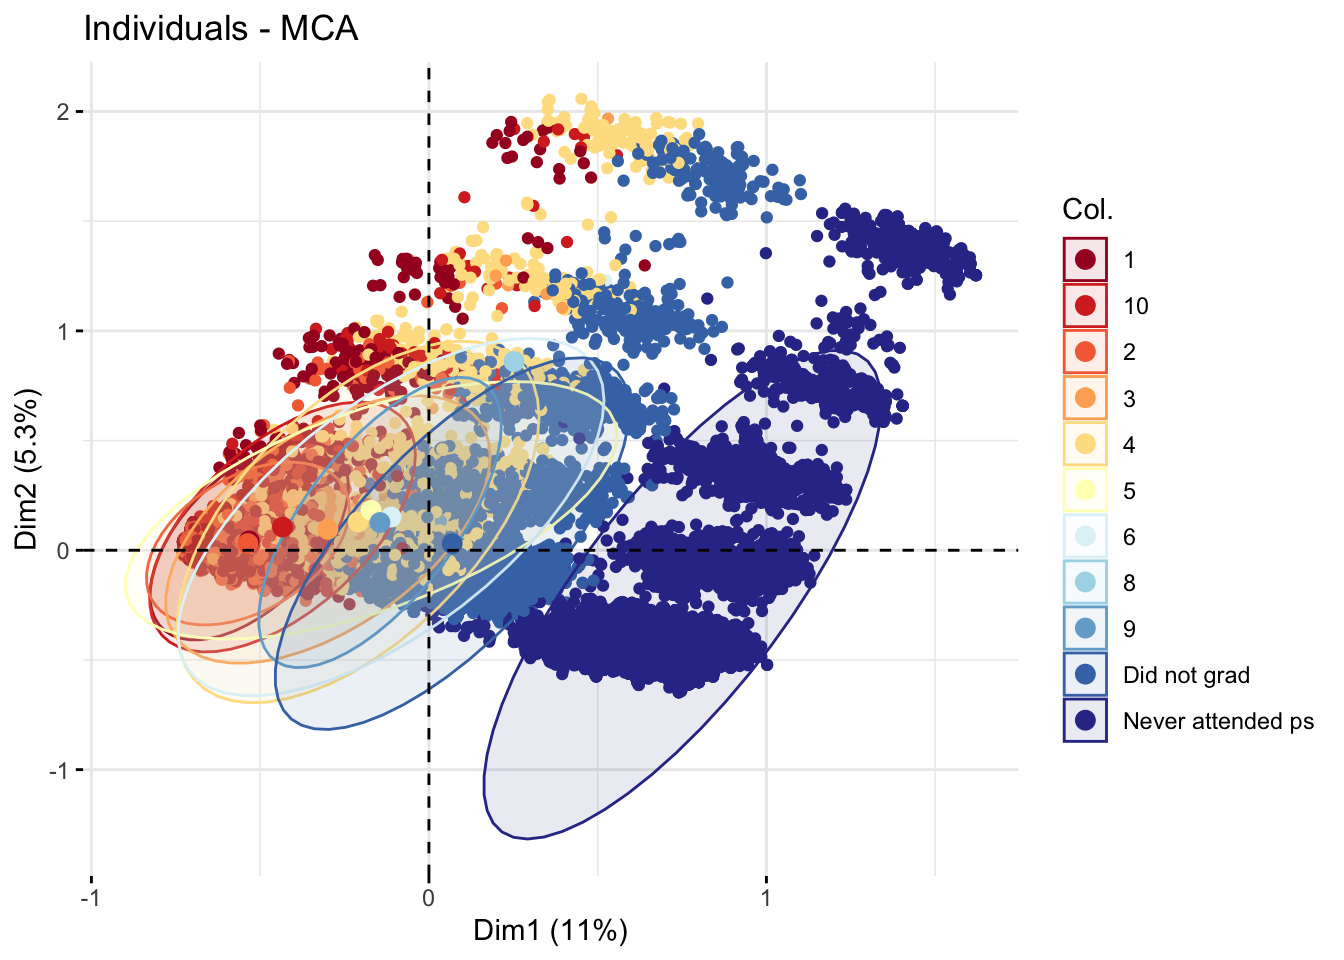 Individuals - MCA
2
1
0
-1
Dim2 (5.3%)
-1
0
1
Dim1 (11%)
Col.
1
10
2
3
4
5
6
8
9
Did not grad
Never attended ps